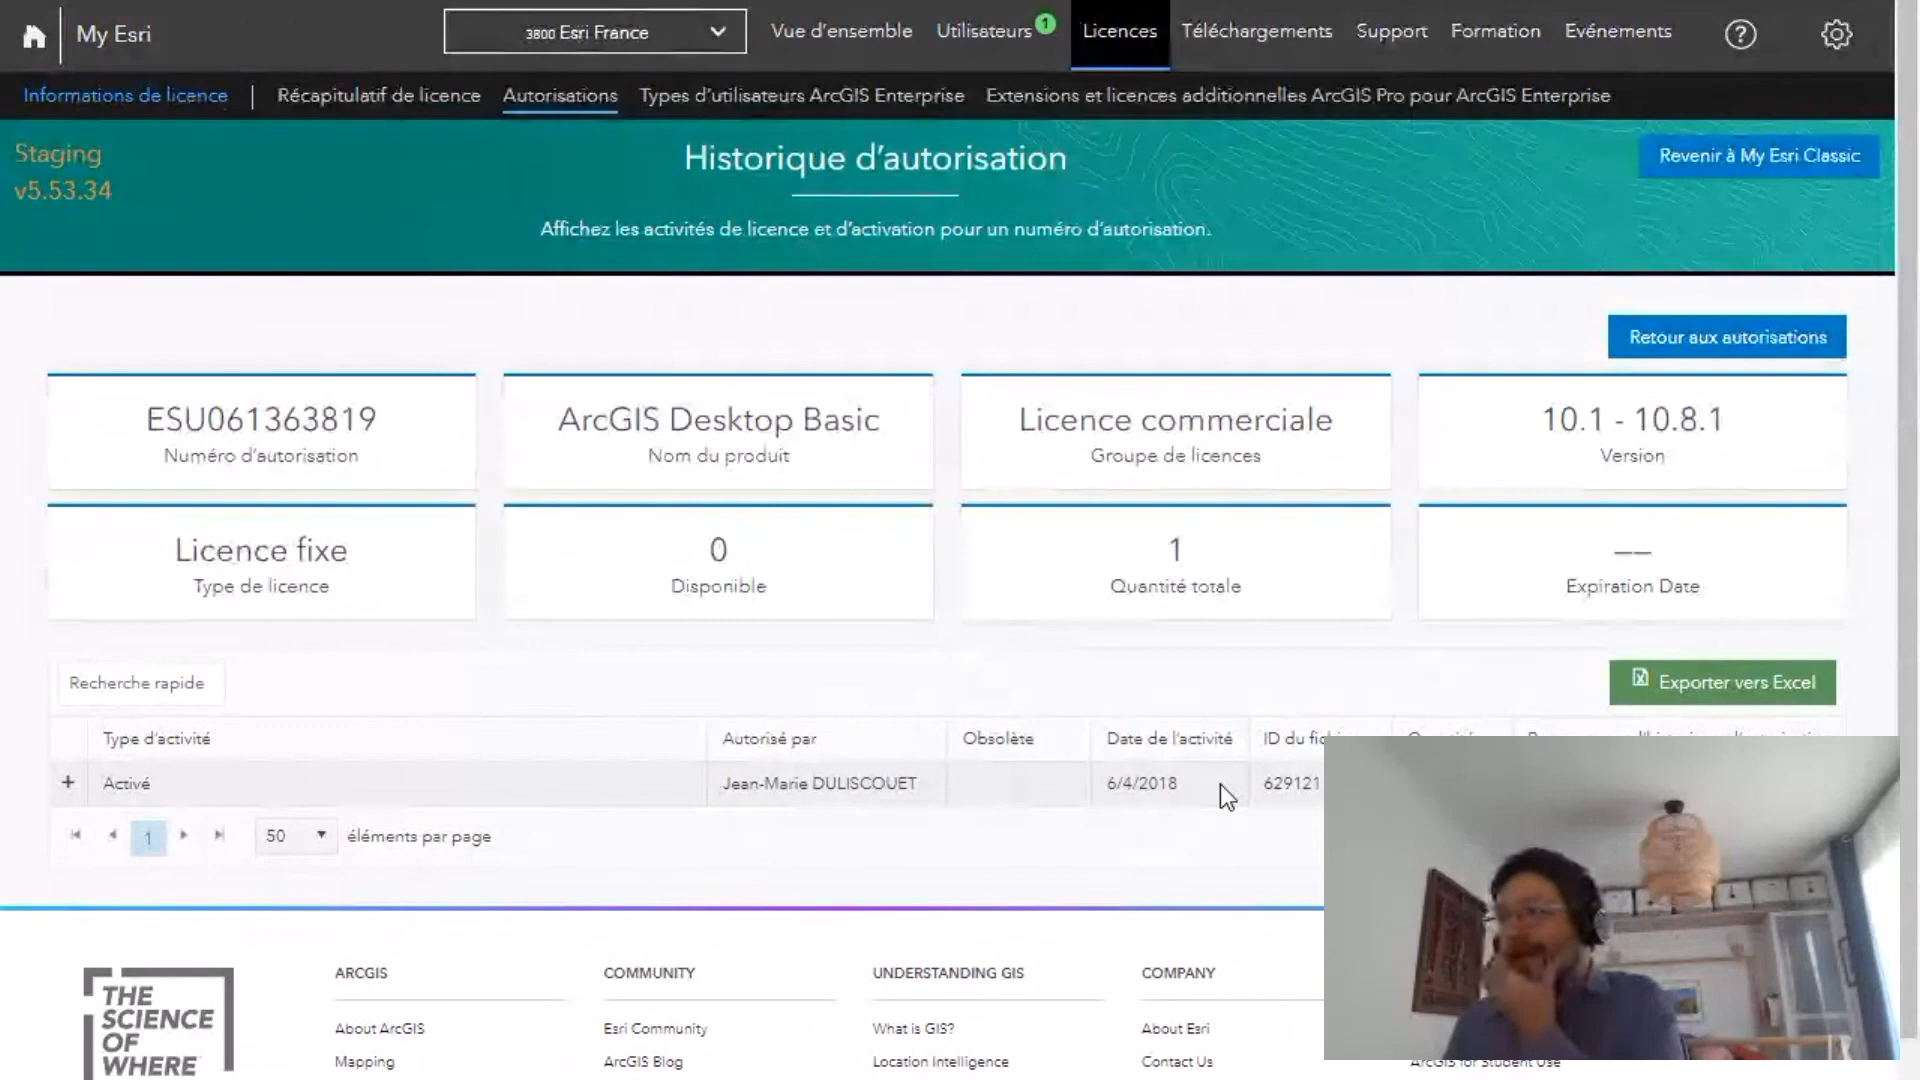 My Esri
3800 Esri France
Vue d'ensemble
Utilisateurs 1
Licences
Téléchargements
Support
Formation
Evénements
?
Informations de licence
Récapitulatif de licence
Autorisations
Types d'utilisateurs ArcGIS Enterprise
Extensions et licences additionnelles ArcGIS Pro pour ArcGIS Enterprise
Staging
v5.53.34
Historique d'autorisation
Revenir à My Esri Classic
Affichez les activités de licence et d'activation pour un numéro d'autorisation.
Retour aux autorisations
ESU061363819
Numéro d'autorisation
ArcGIS Desktop Basic
Nom du produit
Licence commerciale
Groupe de licences
10.1 - 10.8.1
Version
Licence fixe
Type de licence
0
Disponible
1
Quantité totale
––
Expiration Date
Recherche rapide
Exporter vers Excel
Type d'activité
Autorisé par
Obsolète
Date de l'activité
ID du
+ Activé
Jean-Marie DULISCOUET
6/4/2018
629121
1
50
éléments par page
THE
SCIENCE
OF
WHERE
ARCGIS
About ArcGIS
Mapping
COMMUNITY
Esri Community
ArcGIS Blog
UNDERSTANDING GIS
What is GIS?
Location Intelligence
COMPANY
About Esri
Contact Us
ArcGIS for Student Use